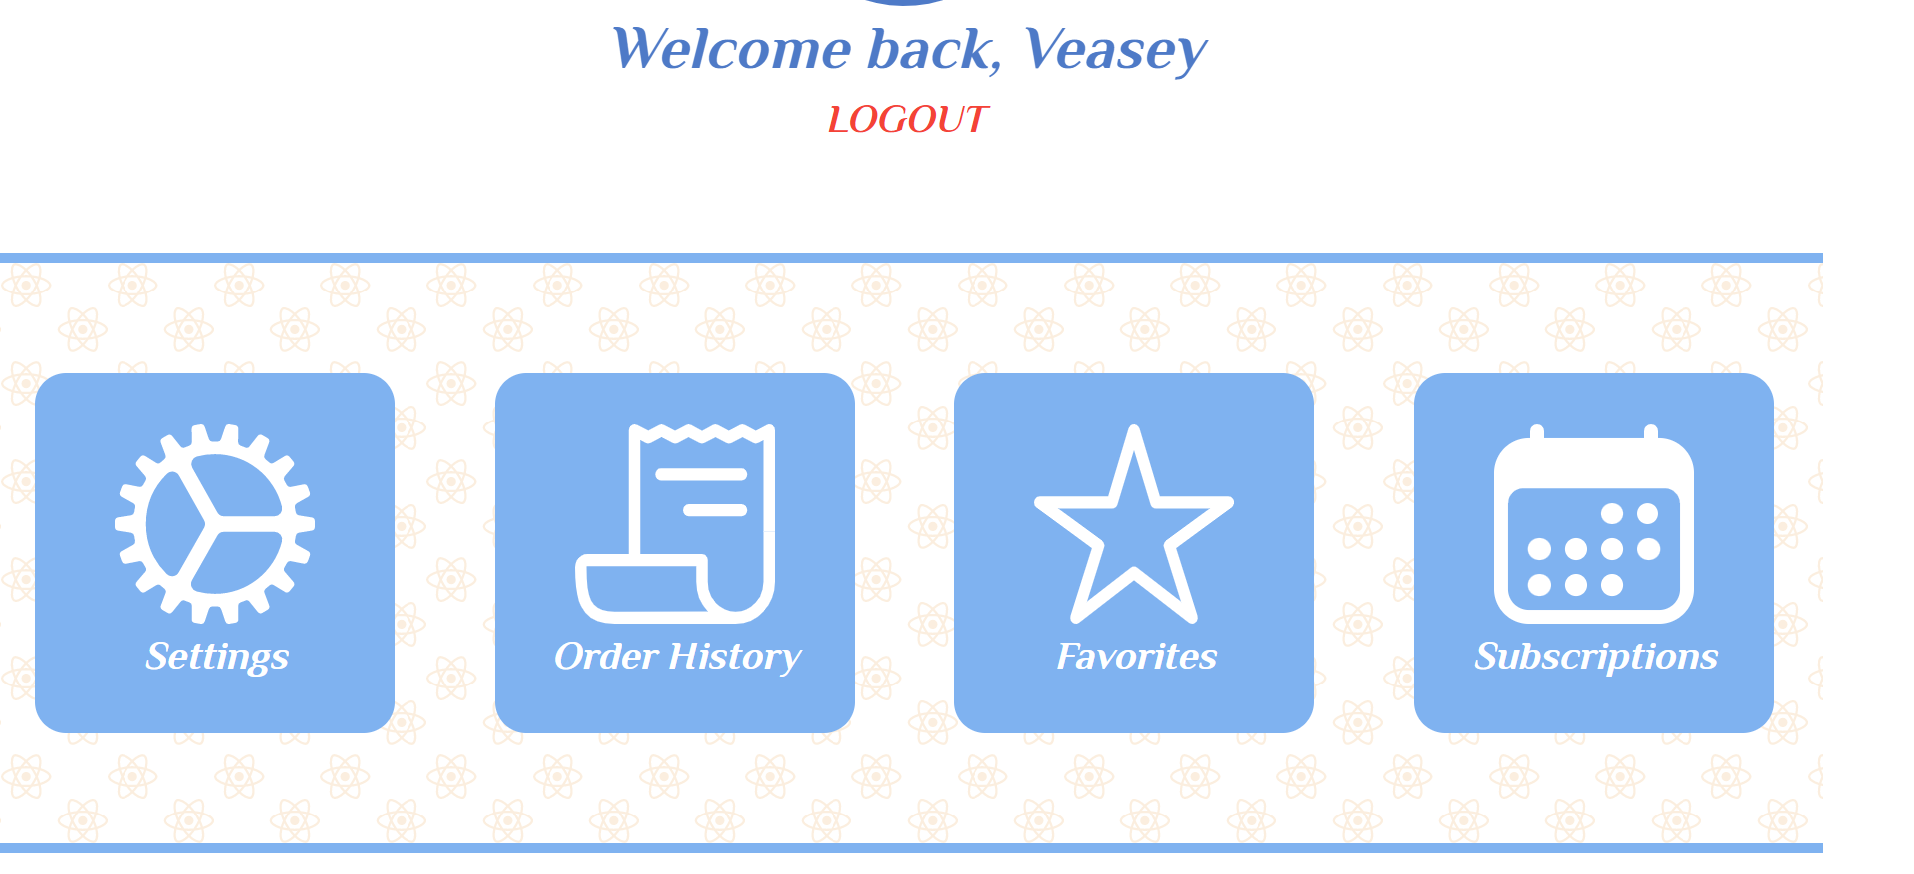 Welcome back, Veasey
LOGOUT
Settings
Order History
Favorites
Subscriptions